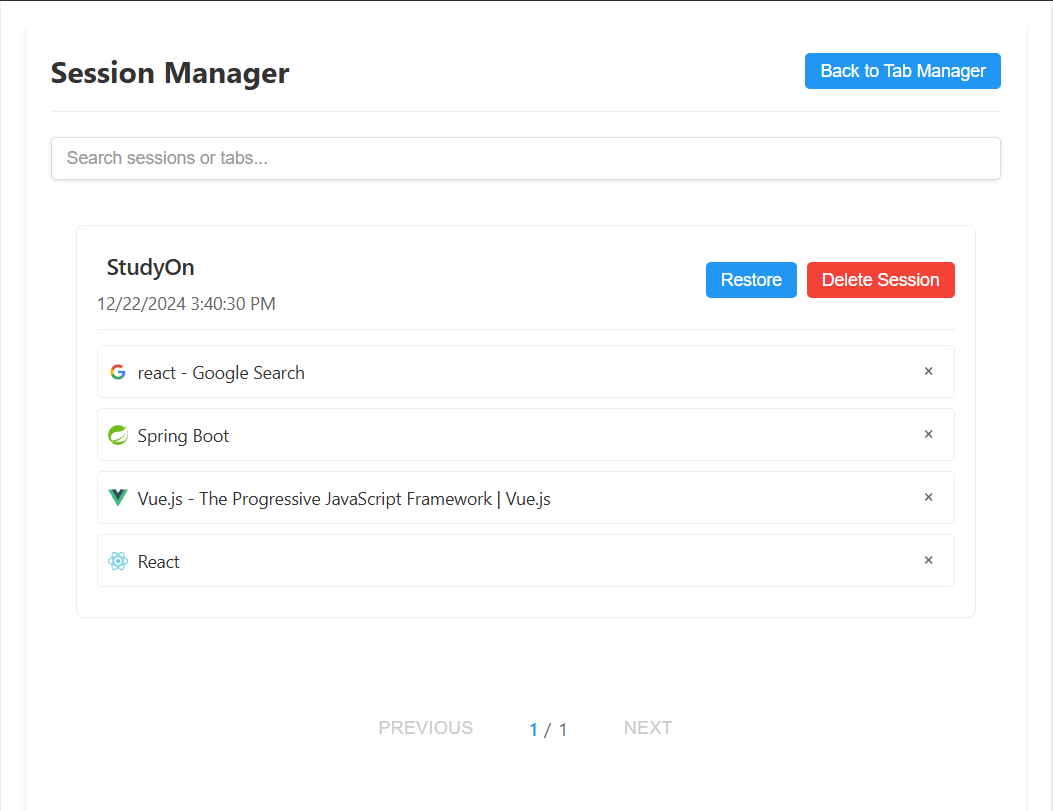 Session Manager
Back to Tab Manager
Search sessions or tabs...
StudyOn
12/22/2024 3:40:30 PM
Restore
Delete Session
react - Google Search ×
Spring Boot ×
Vue.js - The Progressive JavaScript Framework | Vue.js ×
React ×
PREVIOUS 1 / 1 NEXT